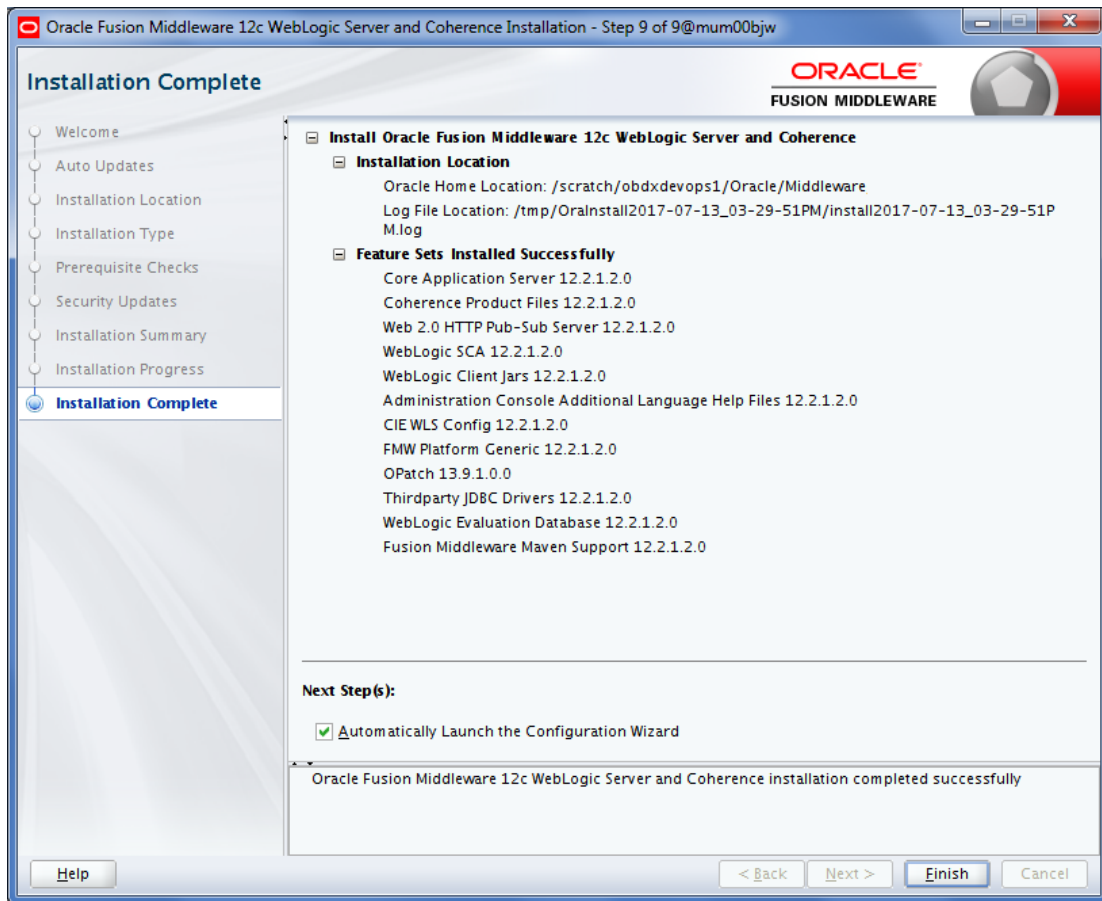 Oracle Fusion Middleware 12c WebLogic Server and Coherence Installation - Step 9 of 9@mum00bjw
Installation Complete
ORACLE
FUSION MIDDLEWARE
Welcome
Auto Updates
Installation Location
Installation Type
Prerequisite Checks
Security Updates
Installation Summary
Installation Progress
Installation Complete
Install Oracle Fusion Middleware 12c WebLogic Server and Coherence
Installation Location
Oracle Home Location: /scratch/obdxdevops1/Oracle/Middleware
Log File Location: /tmp/OraInstall2017-07-13_03-29-51PM/install2017-07-13_03-29-51P
M.log
Feature Sets Installed Successfully
Core Application Server 12.2.1.2.0
Coherence Product Files 12.2.1.2.0
Web 2.0 HTTP Pub-Sub Server 12.2.1.2.0
WebLogic SCA 12.2.1.2.0
WebLogic Client Jars 12.2.1.2.0
Administration Console Additional Language Help Files 12.2.1.2.0
CIE WLS Config 12.2.1.2.0
FMW Platform Generic 12.2.1.2.0
OPatch 13.9.1.0.0
Thirdparty JDBC Drivers 12.2.1.2.0
WebLogic Evaluation Database 12.2.1.2.0
Fusion Middleware Maven Support 12.2.1.2.0
Next Step(s):
Automatically Launch the Configuration Wizard
Oracle Fusion Middleware 12c WebLogic Server and Coherence installation completed successfully
Help
< Back
Next >
Finish
Cancel